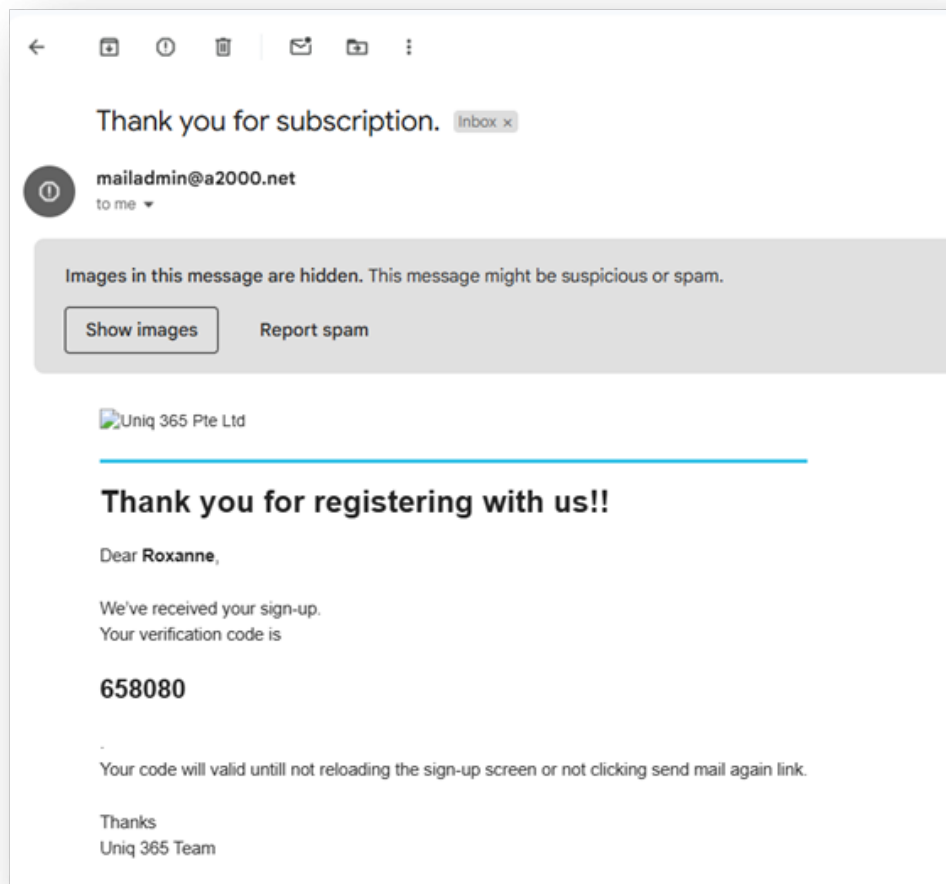 Thank you for subscription. Inbox ×
mailadmin@a2000.net
to me
Images in this message are hidden. This message might be suspicious or spam.
Show images Report spam
Uniq 365 Pte Ltd
Thank you for registering with us!!
Dear Roxanne,
We've received your sign-up.
Your verification code is
658080
.
Your code will valid untill not reloading the sign-up screen or not clicking send mail again link.
Thanks
Uniq 365 Team